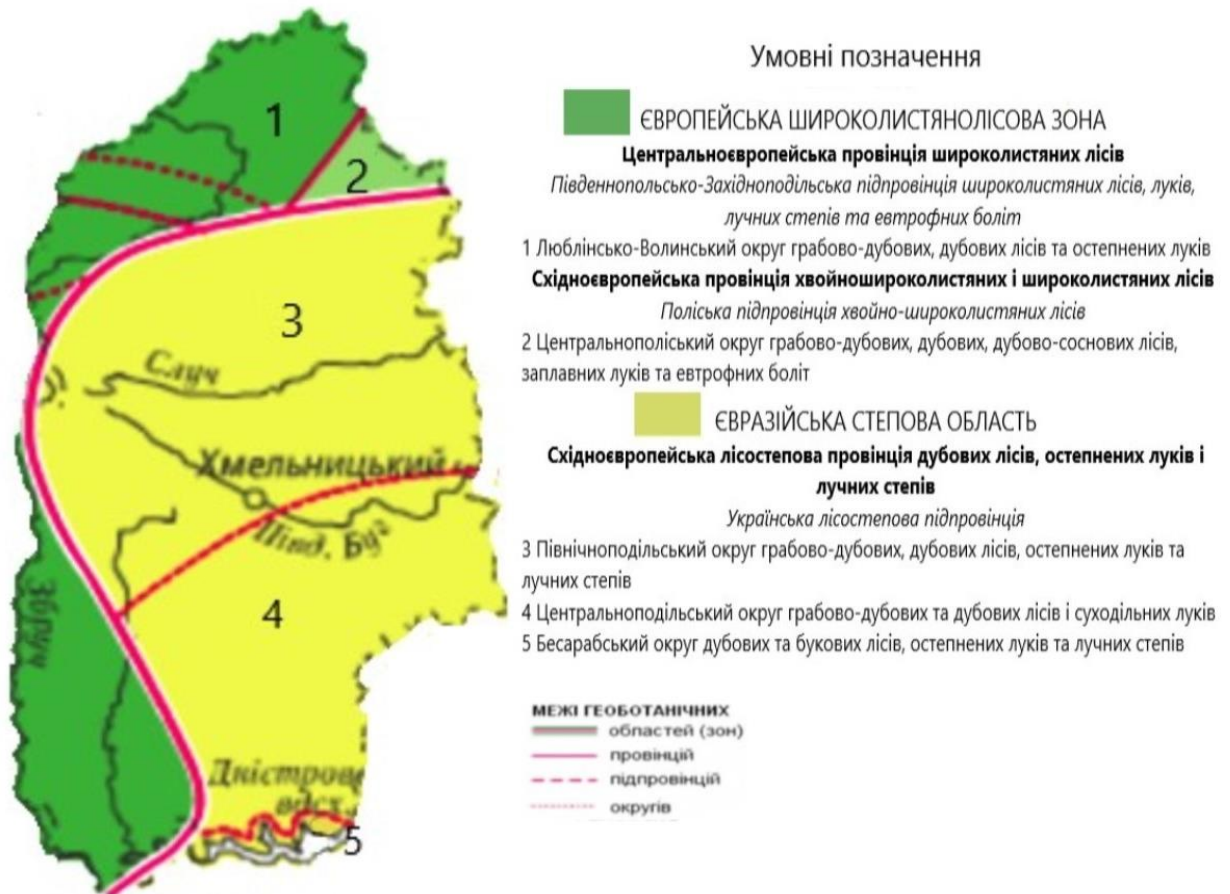 1
2
3
Случ
Хмельницький
Півд. Буг
Збруч
4
Дністровс
водсх.
5
Умовні позначення
ЄВРОПЕЙСЬКА ШИРОКОЛИСТЯНОЛІСОВА ЗОНА
Центральноєвропейська провінція широколистяних лісів
Південнопольсько-Західноподільська підпровінція широколистяних лісів, луків,
лучних степів та евтрофних боліт
1 Люблінсько-Волинський округ грабово-дубових, дубових лісів та остепнених луків
Східноєвропейська провінція хвойношироколистяних і широколистяних лісів
Поліська підпровінція хвойно-широколистяних лісів
2 Центральнополіський округ грабово-дубових, дубових, дубово-соснових лісів,
заплавних луків та евтрофних боліт
ЄВРАЗІЙСЬКА СТЕПОВА ОБЛАСТЬ
Східноєвропейська лісостепова провінція дубових лісів, остепнених луків і
лучних степів
Українська лісостепова підпровінція
3 Північноподільський округ грабово-дубових, дубових лісів, остепнених луків та
лучних степів
4 Центральноподільський округ грабово-дубових та дубових лісів і суходільних луків
5 Бесарабський округ дубових та букових лісів, остепнених луків та лучних степів
МЕЖІ ГЕОБОТАНІЧНИХ
областей (зон)
провінцій
підпровінцій
округів